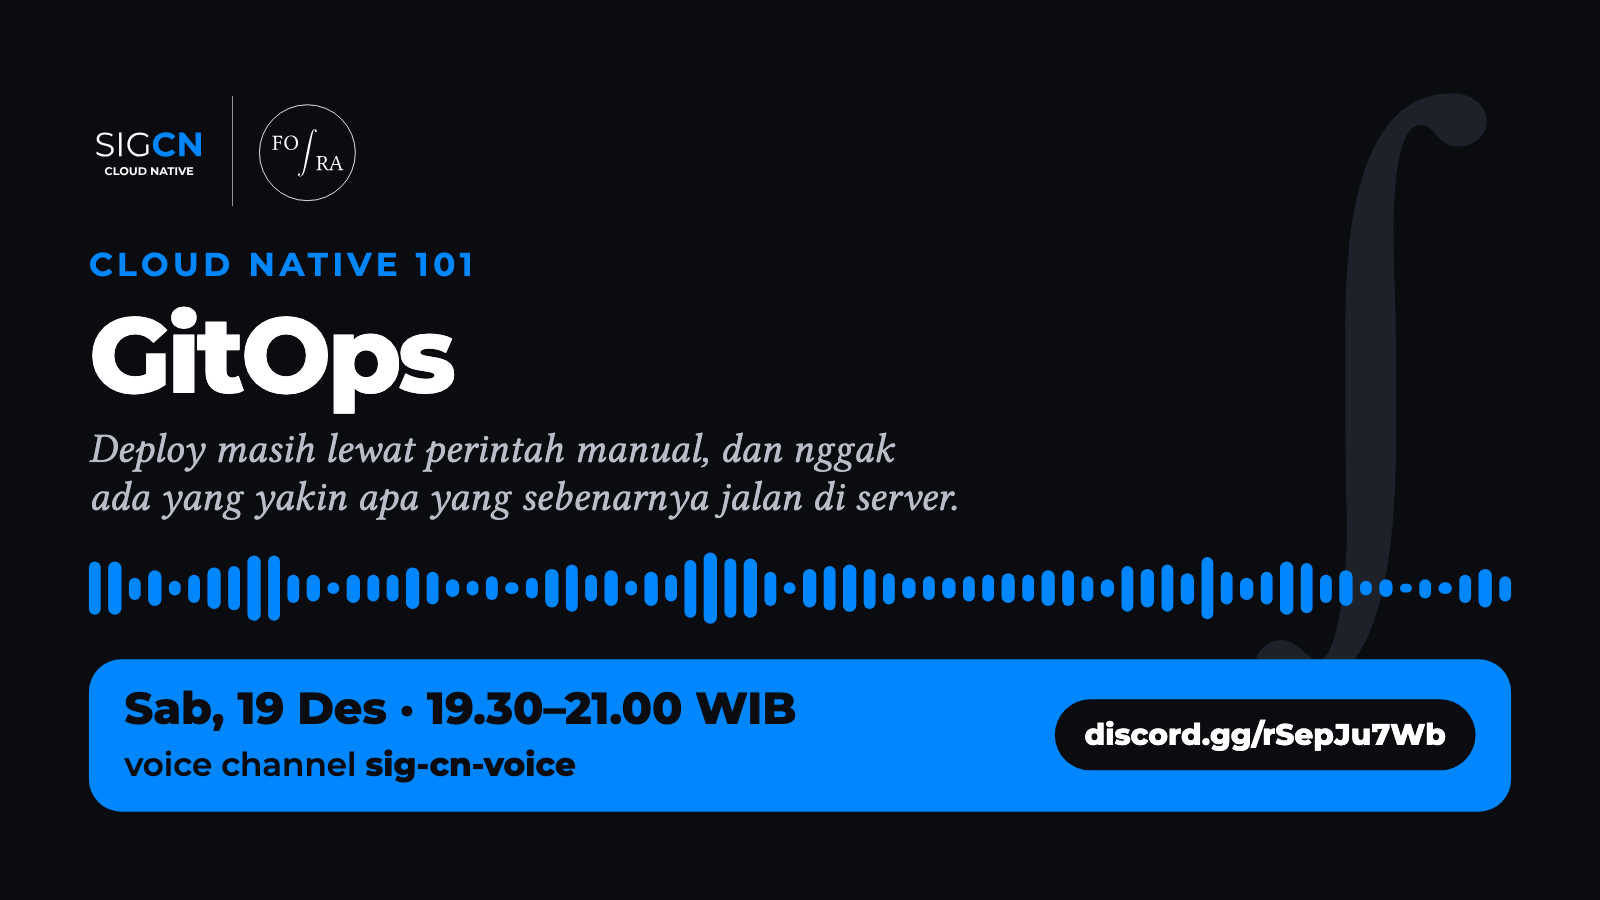 SIGCN
CLOUD NATIVE
FO
RA
CLOUD NATIVE 101
GitOps
Deploy masih lewat perintah manual, dan nggak
ada yang yakin apa yang sebenarnya jalan di server.
Sab, 19 Des • 19.30–21.00 WIB
voice channel sig-cn-voice
discord.gg/rSepJu7Wb